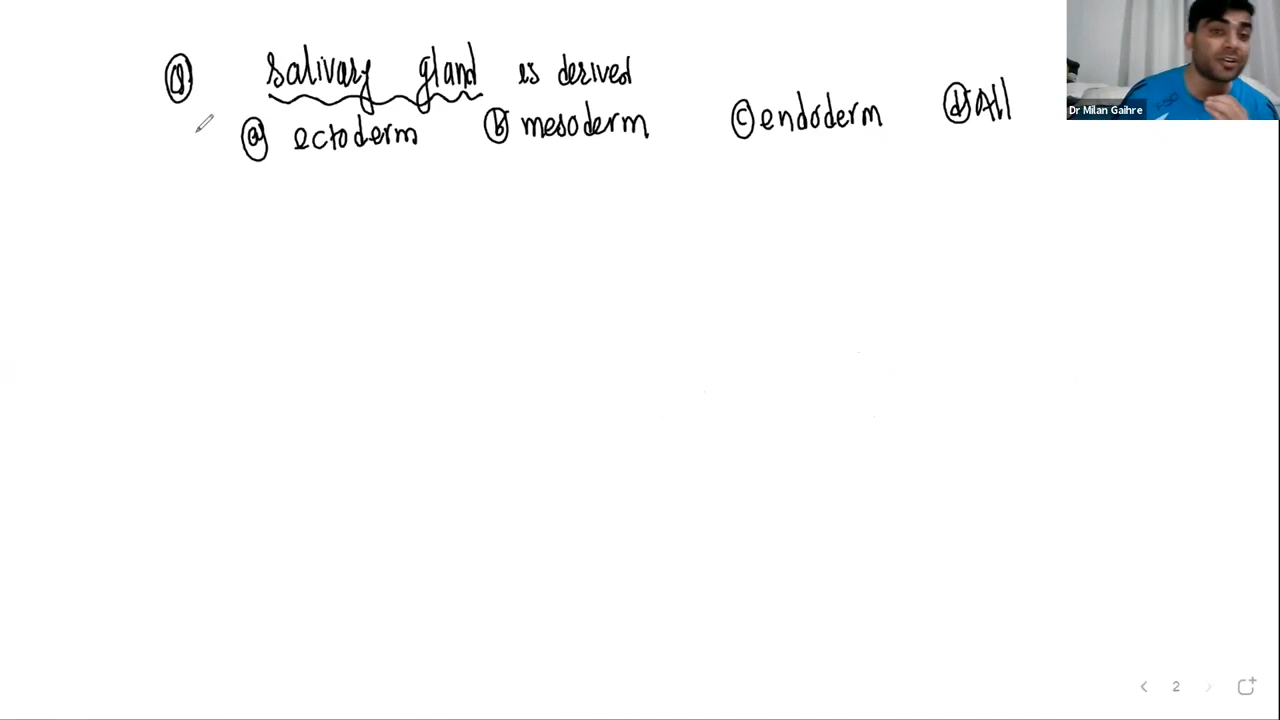 Q salivary gland is derived
a ectoderm b mesoderm c endoderm d All
Dr Milan Gaihre
2